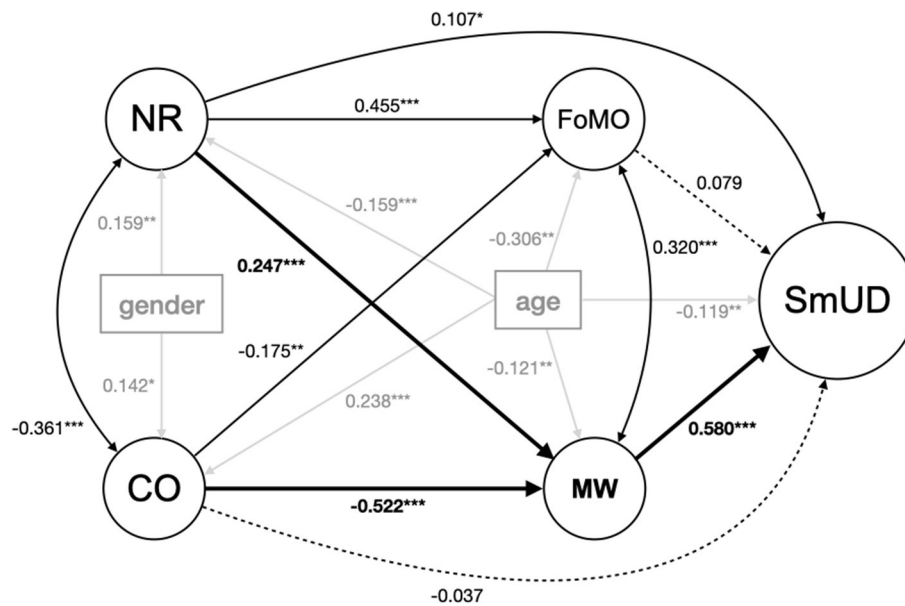 0.107*
NR
0.455***
FoMO
0.079
0.159**
-0.159***
-0.306**
0.320***
0.247***
gender
age
SmUD
-0.119**
-0.175**
-0.121**
0.142*
0.238***
-0.361***
0.580***
CO
MW
-0.522***
-0.037